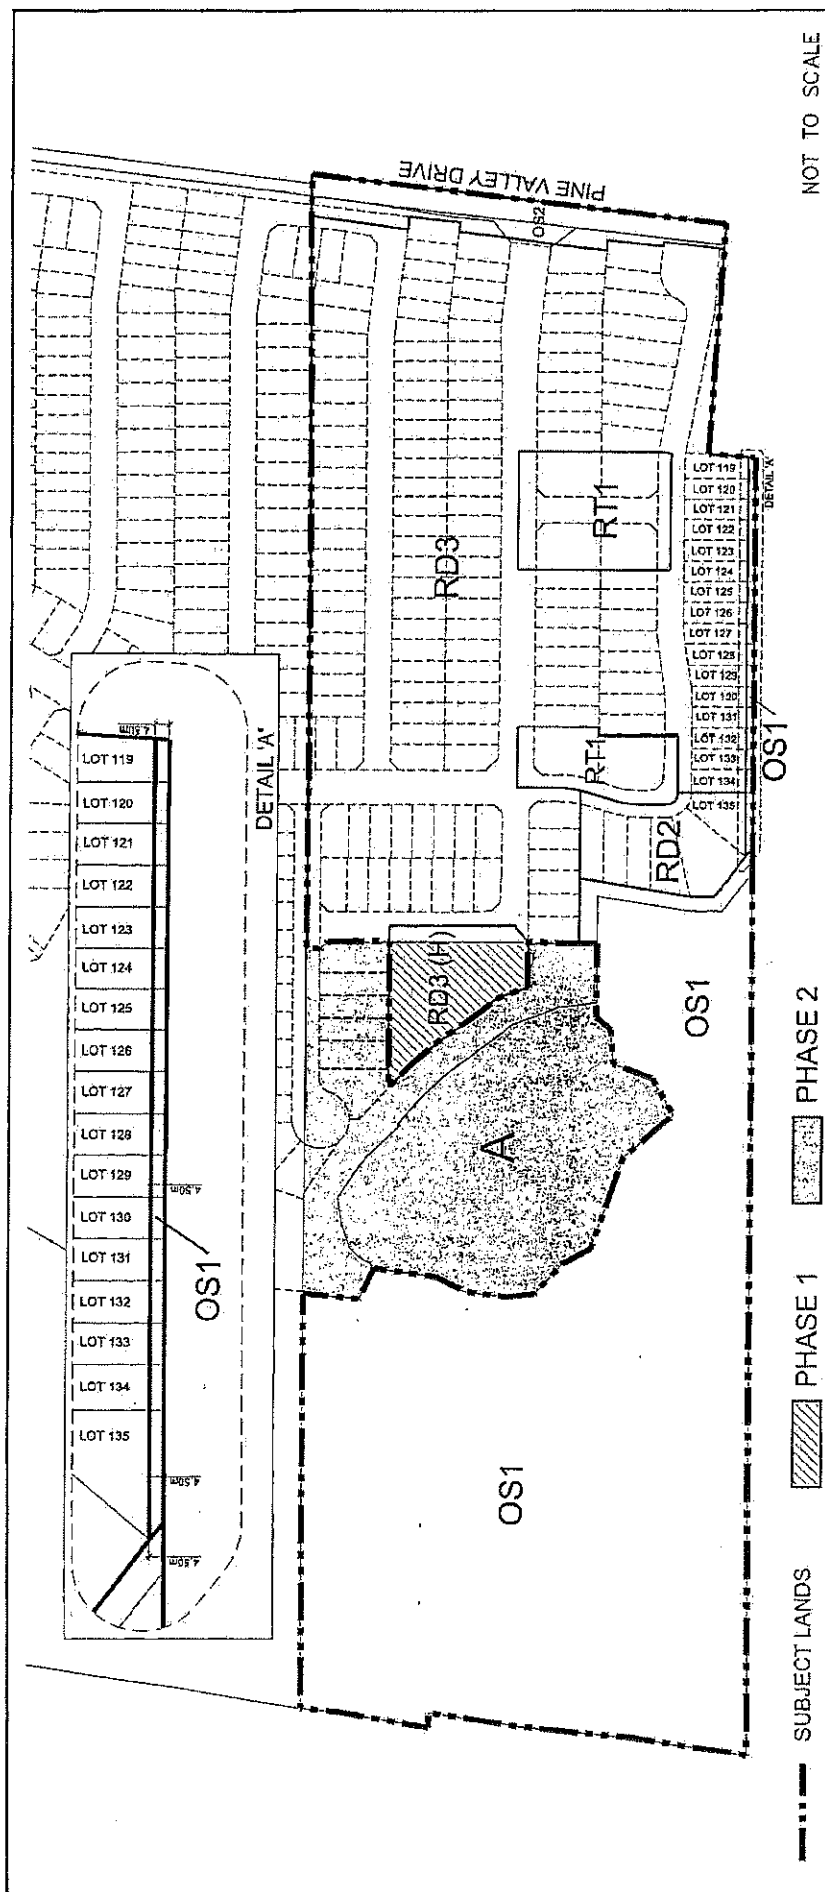 NOT TO SCALE
PINE VALLEY DRIVE
OS2
RD3
RT1
RT1
LOT 119
LOT 120
LOT 121
LOT 122
LOT 123
LOT 124
LOT 125
LOT 126
LOT 127
LOT 128
LOT 129
LOT 130
LOT 131
LOT 132
LOT 133
LOT 134
LOT 135
DETAIL 'A'
OS1
RD2
RD3 (H)
A
OS1
OS1
DETAIL 'A'
4.50m
LOT 119
LOT 120
LOT 121
LOT 122
LOT 123
LOT 124
LOT 125
LOT 126
LOT 127
LOT 128
LOT 129
4.50m
LOT 130
LOT 131
OS1
LOT 132
LOT 133
LOT 134
LOT 135
4.50m
4.50m
SUBJECT LANDS
PHASE 1
PHASE 2